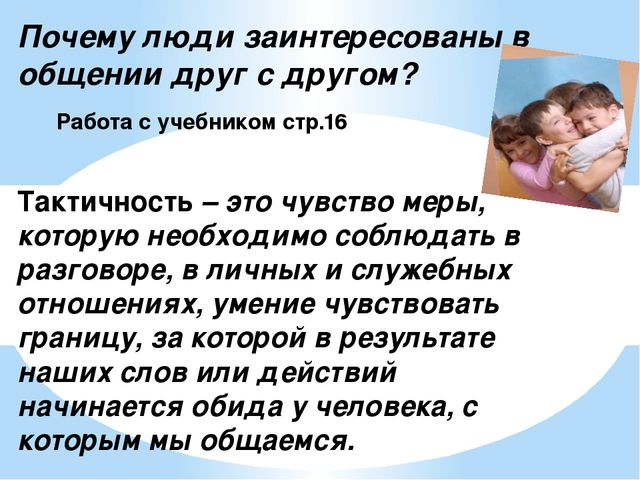 Почему люди заинтересованы в
общении друг с другом?
Работа с учебником стр.16
Тактичность – это чувство меры,
которую необходимо соблюдать в
разговоре, в личных и служебных
отношениях, умение чувствовать
границу, за которой в результате
наших слов или действий
начинается обида у человека, с
которым мы общаемся.